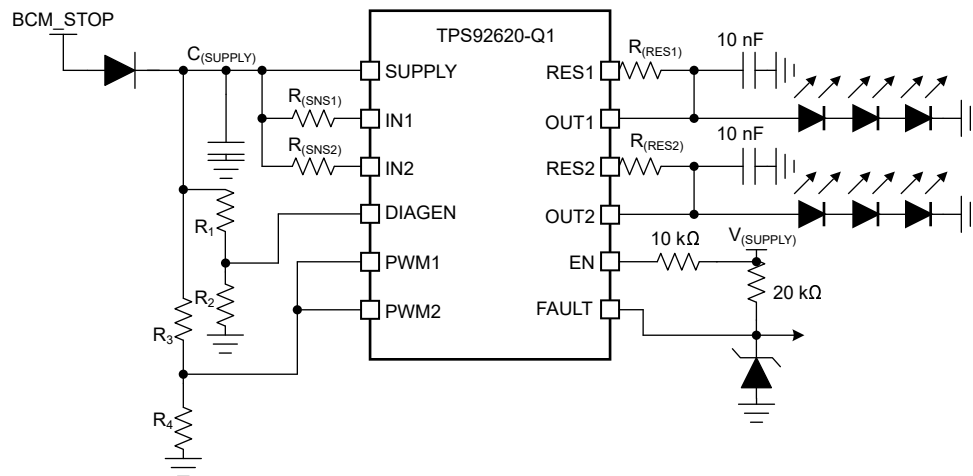 BCM_STOP
C(SUPPLY)
TPS92620-Q1
SUPPLY
R(SNS1)
IN1
R(SNS2)
IN2
DIAGEN
PWM1
PWM2
R1
R2
R3
R4
RES1
R(RES1)
10 nF
OUT1
RES2
R(RES2)
10 nF
OUT2
EN
10 kΩ
V(SUPPLY)
20 kΩ
FAULT